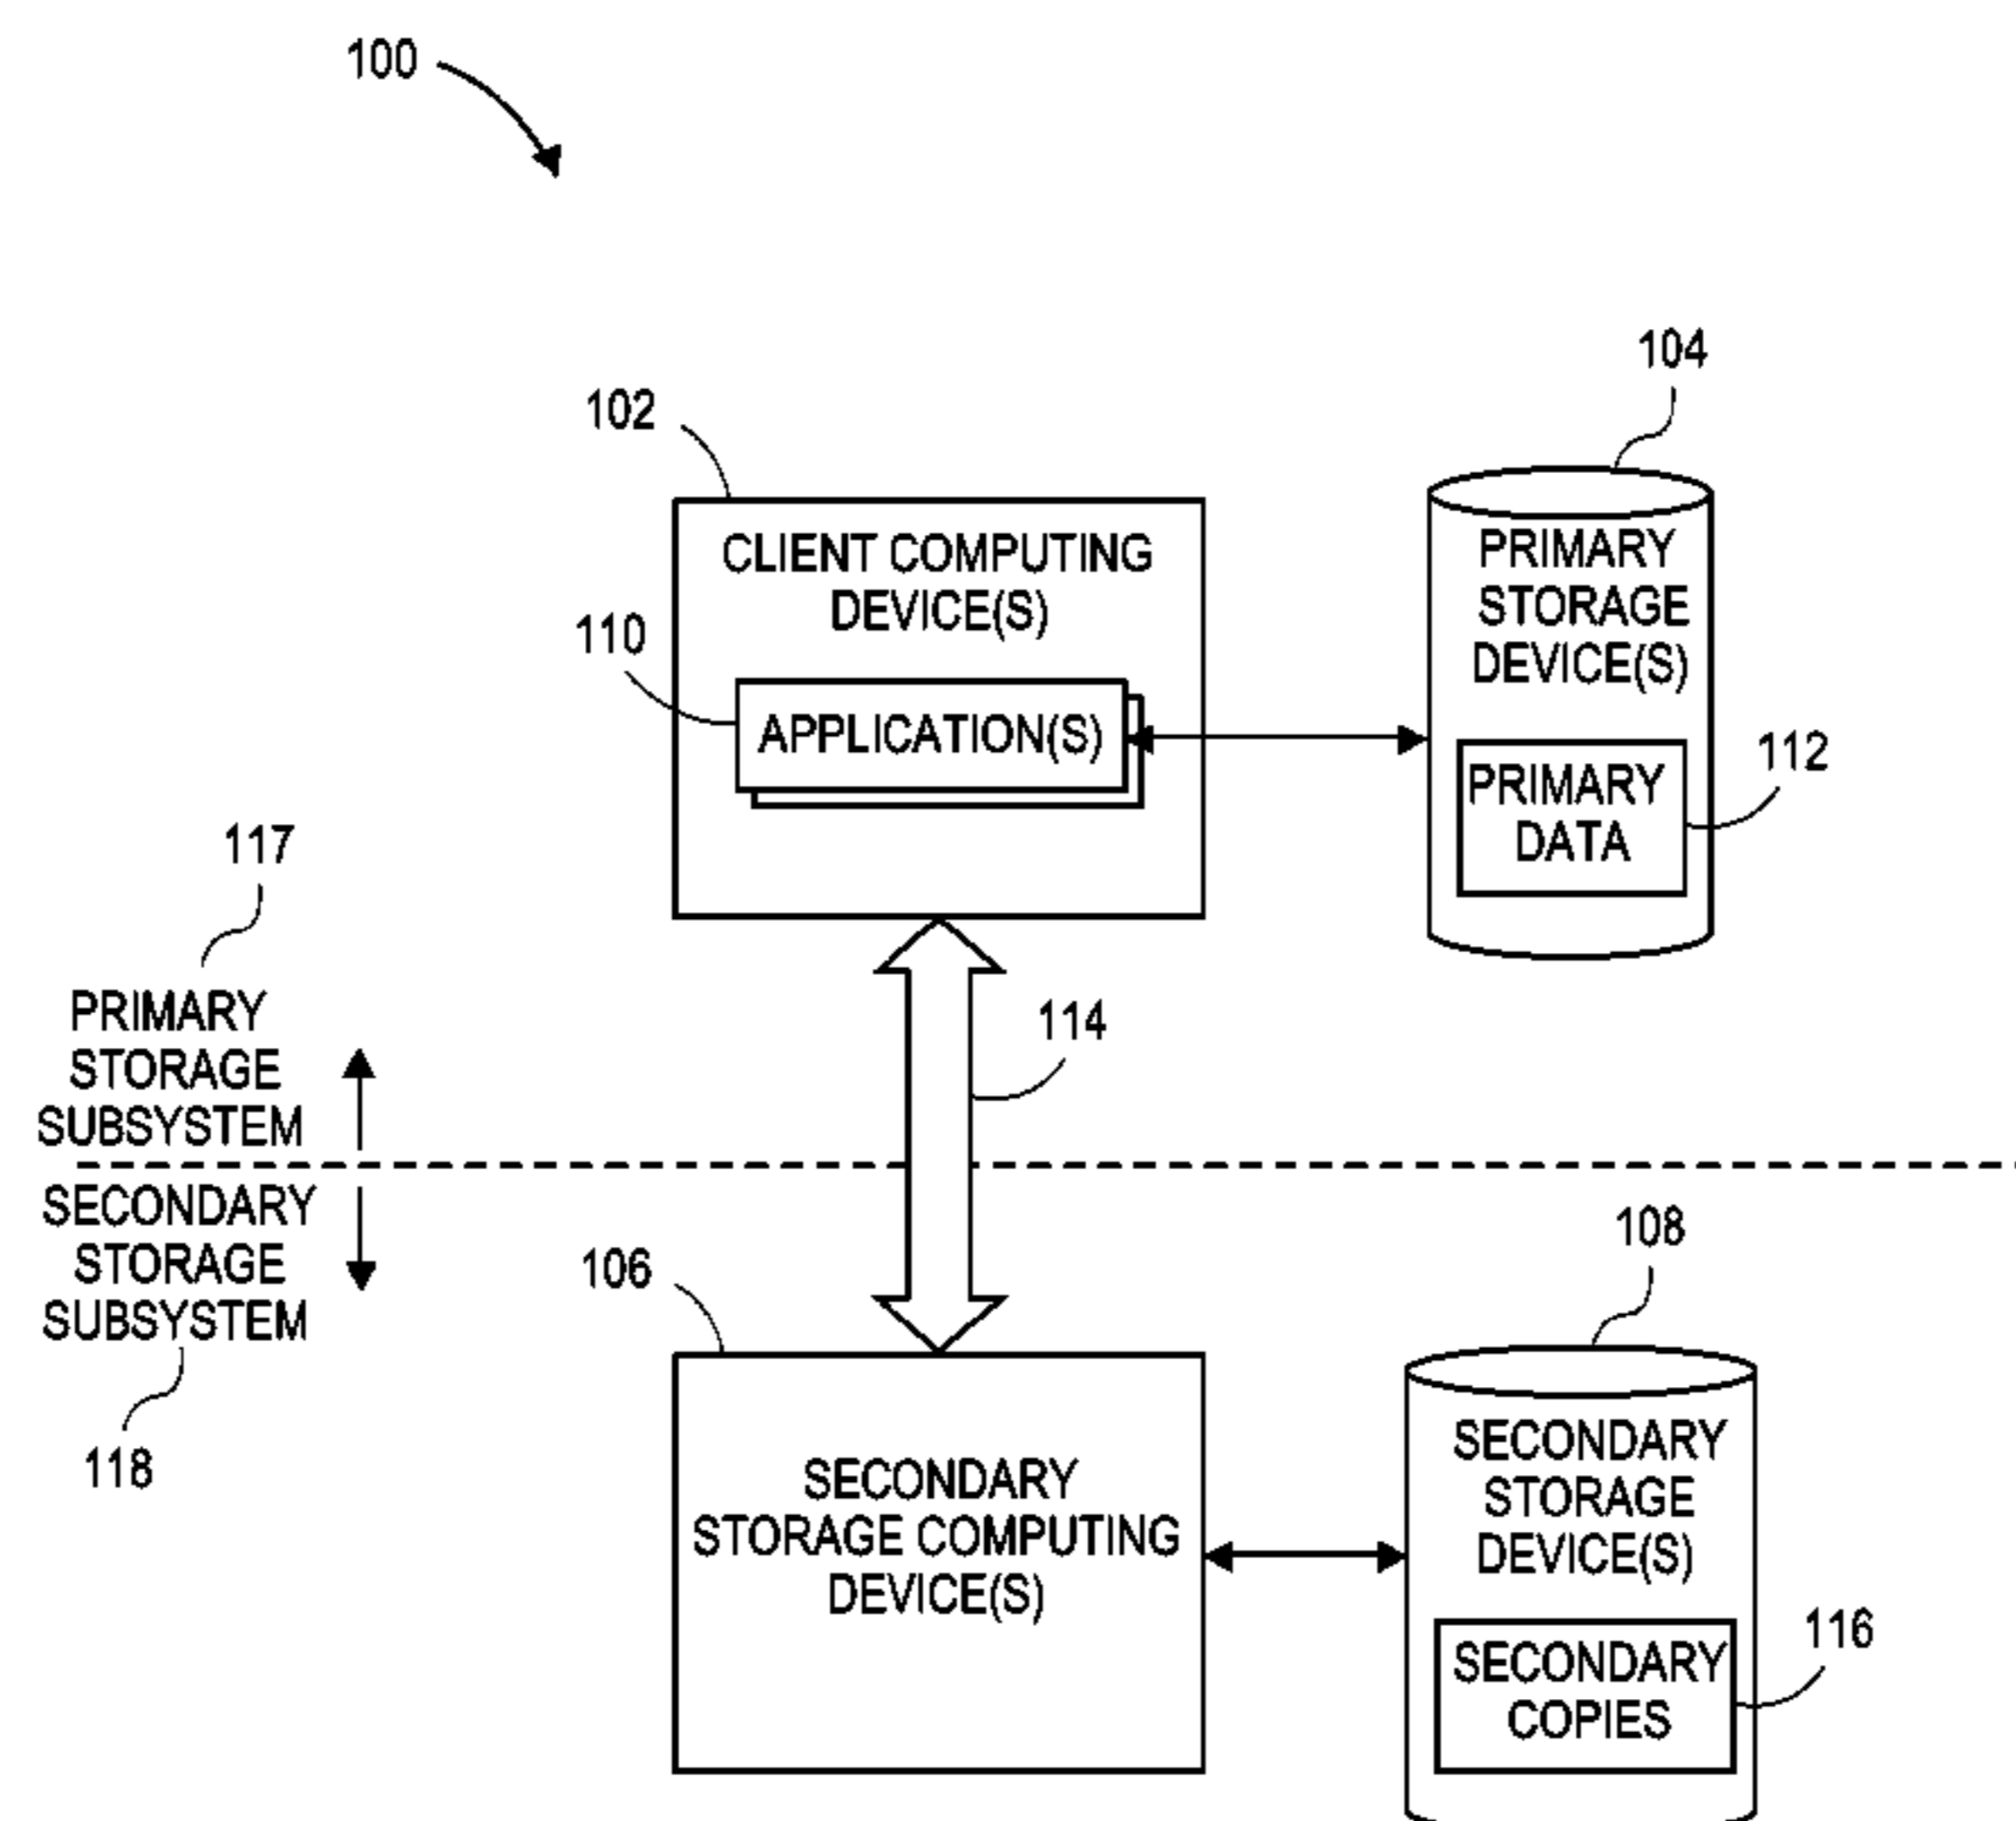 100
104
102
CLIENT COMPUTING
DEVICE(S)
110
APPLICATION(S)
PRIMARY
STORAGE
DEVICE(S)
PRIMARY
DATA
112
117
PRIMARY
STORAGE
SUBSYSTEM
114
SECONDARY
STORAGE
SUBSYSTEM
118
106
108
SECONDARY
STORAGE COMPUTING
DEVICE(S)
SECONDARY
STORAGE
DEVICE(S)
SECONDARY
COPIES
116